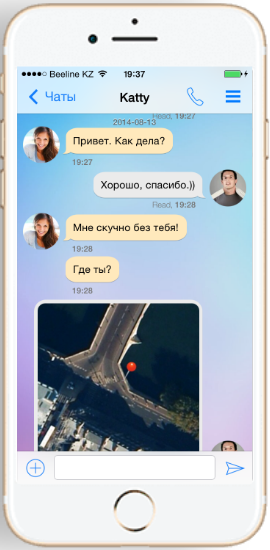 Beeline KZ 19:37
Чаты Katty
Read, 19:27
2014-08-13
Привет. Как дела?
19:27
Хорошо, спасибо.))
Read, 19:28
Мне скучно без тебя!
19:28
Где ты?
19:28